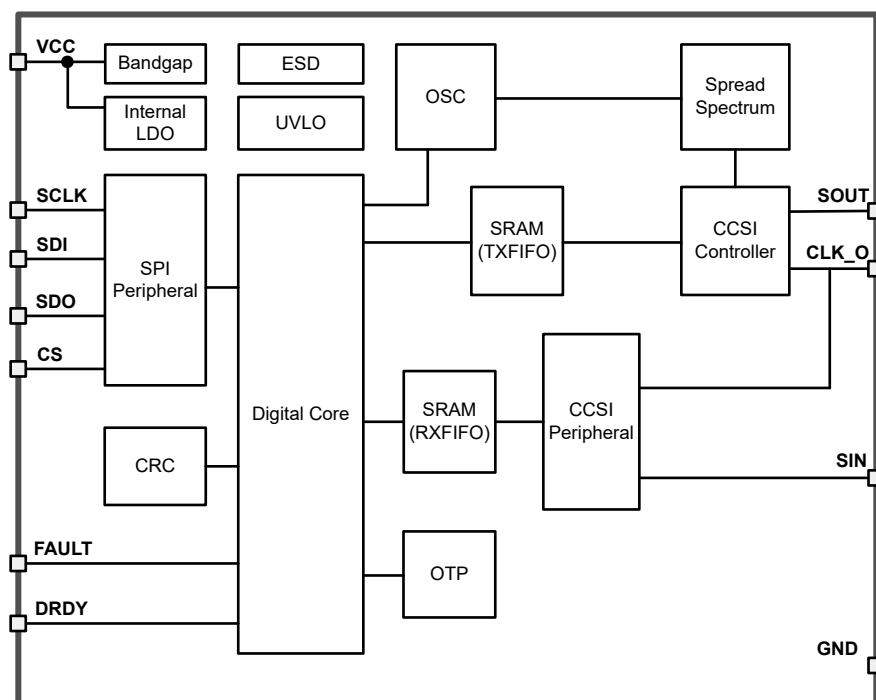 VCC
Bandgap
ESD
OSC
Spread
Spectrum
Internal
LDO
UVLO
SCLK
SDI
SDO
CS
SPI
Peripheral
SRAM
(TXFIFO)
CCSI
Controller
SOUT
CLK_O
Digital Core
SRAM
(RXFIFO)
CCSI
Peripheral
SIN
CRC
FAULT
DRDY
OTP
GND